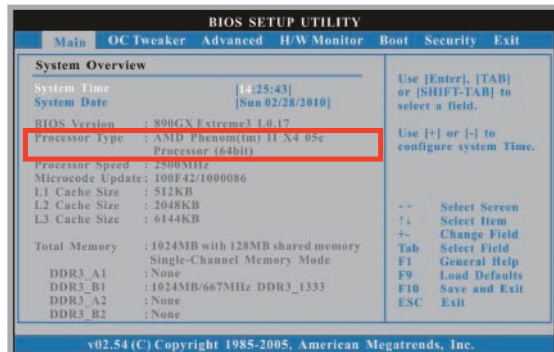 BIOS SETUP UTILITY
Main OC Tweaker Advanced H/W Monitor Boot Security Exit
System Overview
System Time [14:25:43]
System Date [Sun 02/28/2010]
BIOS Version : 890GX Extreme3 L0.17
Processor Type : AMD Phenom(tm) II X4 05e
Processor (64bit)
Processor Speed : 2500MHz
Microcode Update : 100F42/1000086
L1 Cache Size : 512KB
L2 Cache Size : 2048KB
L3 Cache Size : 6144KB
Total Memory : 1024MB with 128MB shared memory
Single-Channel Memory Mode
DDR3_A1 : None
DDR3_B1 : 1024MB/667MHz DDR3_1333
DDR3_A2 : None
DDR3_B2 : None
Use [Enter], [TAB]
or [SHIFT-TAB] to
select a field.
Use [+] or [-] to
configure system Time.
Select Screen
↑↓ Select Item
+- Change Field
Tab Select Field
F1 General Help
F9 Load Defaults
F10 Save and Exit
ESC Exit
v02.54 (C) Copyright 1985-2005, American Megatrends, Inc.